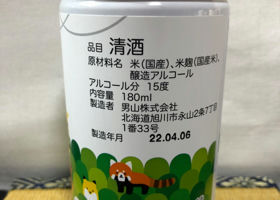 品目 清酒
原材料名 米(国産)、米麹(国産米)、
醸造アルコール
アルコール分 15度
内容量 180ml
製造者 男山株式会社
北海道旭川市永山2条7丁目
1番33号
製造年月 22.04.06